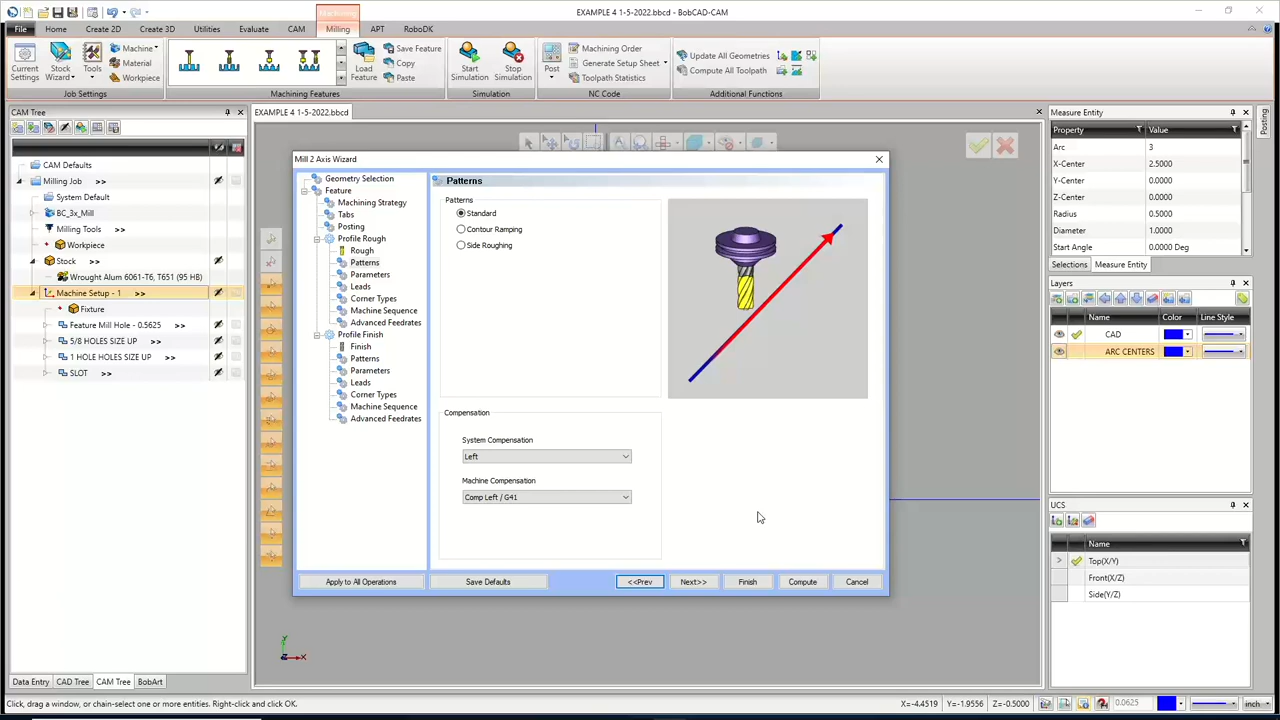 EXAMPLE 4 1-5-2022.bbcd - BobCAD-CAM
Machining
File Home Create 2D Create 3D Utilities Evaluate CAM Milling APT RoboDK
Current Settings
Stock Wizard
Tools
Machine
Material
Workpiece
Load Feature
Save Feature
Copy
Paste
Start Simulation
Stop Simulation
Post
Machining Order
Generate Setup Sheet
Toolpath Statistics
Update All Geometries
Compute All Toolpath
Job Settings
Machining Features
Simulation
NC Code
Additional Functions
CAM Tree
EXAMPLE 4 1-5-2022.bbcd
CAM Defaults
Milling Job >>
System Default
BC_3x_Mill
Milling Tools >>
Workpiece
Stock >>
Wrought Alum 6061-T6, T651 (95 HB)
Machine Setup - 1 >>
Fixture
Feature Mill Hole - 0.5625 >>
5/8 HOLES SIZE UP >>
1 HOLE HOLES SIZE UP >>
SLOT >>
Data Entry CAD Tree CAM Tree BobArt
Mill 2 Axis Wizard
Geometry Selection
Feature
Machining Strategy
Tabs
Posting
Profile Rough
Rough
Patterns
Parameters
Leads
Corner Types
Machine Sequence
Advanced Feedrates
Profile Finish
Finish
Patterns
Parameters
Leads
Corner Types
Machine Sequence
Advanced Feedrates
Patterns
Patterns
Standard
Contour Ramping
Side Roughing
Compensation
System Compensation
Left
Machine Compensation
Comp Left / G41
Apply to All Operations
Save Defaults
<<Prev
Next>>
Finish
Compute
Cancel
Measure Entity
Property Value
Arc 3
X-Center 2.5000
Y-Center 0.0000
Z-Center 0.0000
Radius 0.5000
Diameter 1.0000
Start Angle 0.0000 Deg
Selections Measure Entity
Posting
Layers
Name Color Line Style
CAD
ARC CENTERS
UCS
Name
Top(X/Y)
Front(X/Z)
Side(Y/Z)
Y
Z
X
Click, drag a window, or chain-select one or more entities. Right-click and click OK.
X=-4.4519 Y=-1.9556 Z=-0.5000
0.0625
inch